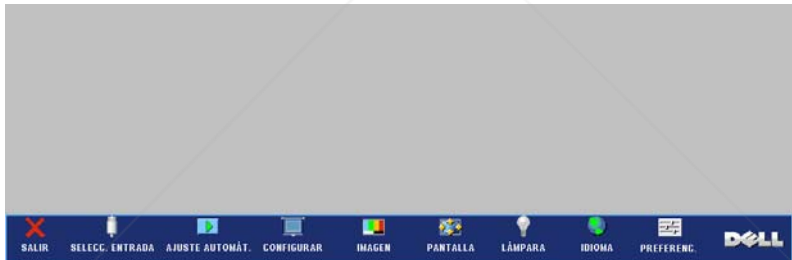 SALIR SELECC. ENTRADA AJUSTE AUTOMÁT. CONFIGURAR IMAGEN PANTALLA LÁMPARA IDIOMA PREFERENC. DELL